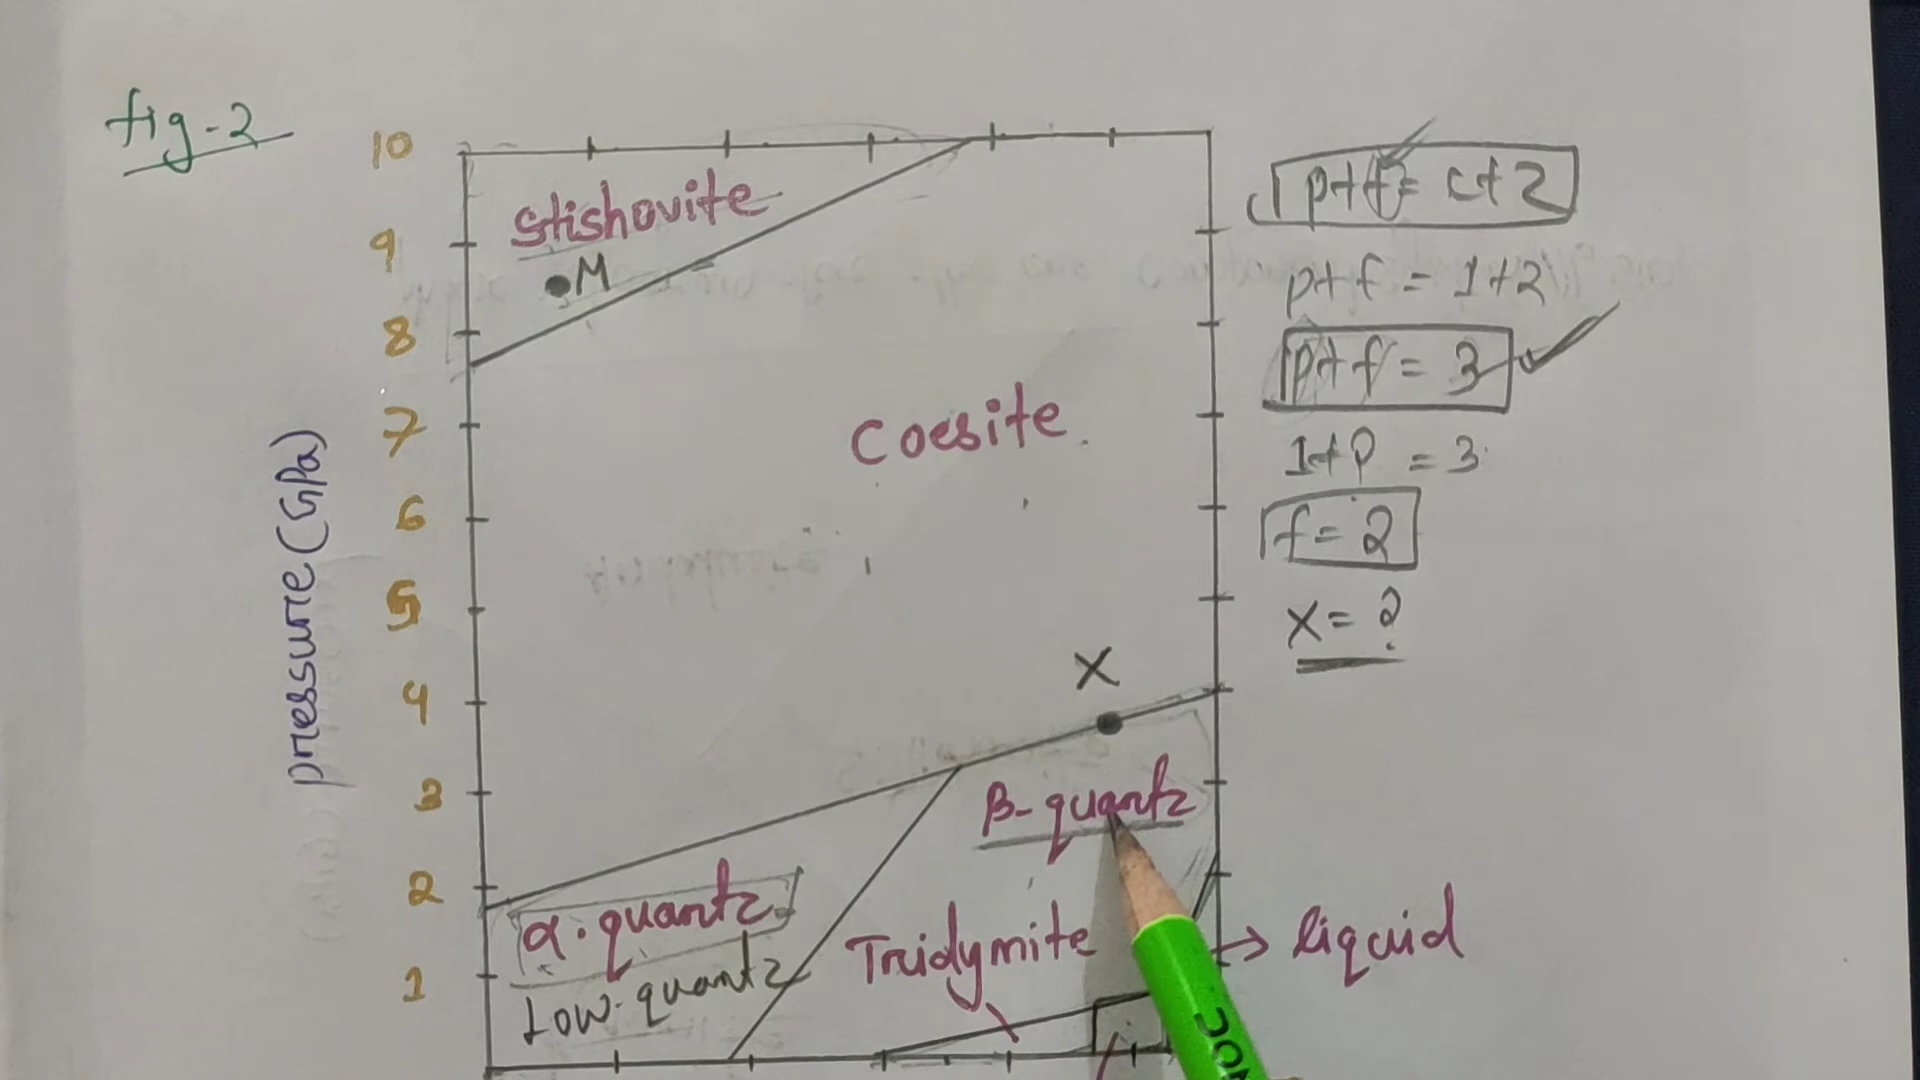 fig-2
10
9
8
7
6
5
4
3
2
1
pressure (GPa)
Stishovite
M
Coesite
X
β-quartz
α-quartz
Low-quartz
Tridymite
liquid
p+f = c+2
p+f = 1+2
p+f = 3
1+P = 3
f = 2
X = ?